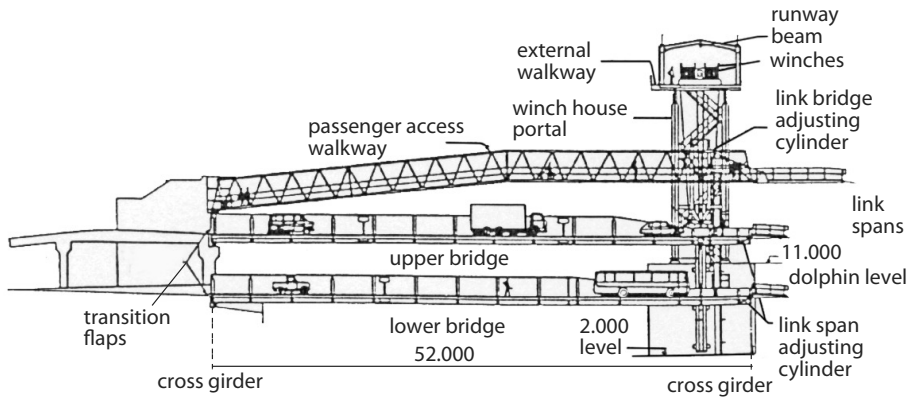 runway
beam
winches
external
walkway
winch house
portal
link bridge
adjusting
cylinder
passenger access
walkway
link
spans
11.000
dolphin level
upper bridge
transition
flaps
lower bridge
2.000
level
link span
adjusting
cylinder
52.000
cross girder
cross girder